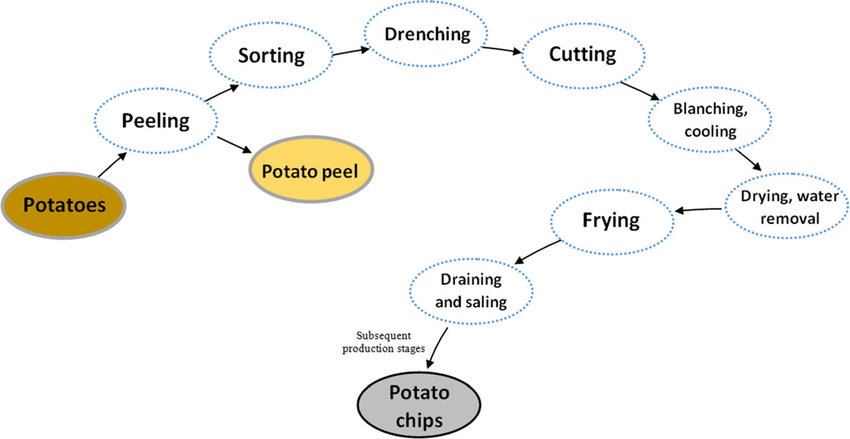 Potatoes
Peeling
Potato peel
Sorting
Drenching
Cutting
Blanching,
cooling
Drying, water
removal
Frying
Draining
and saling
Subsequent
production stages
Potato
chips